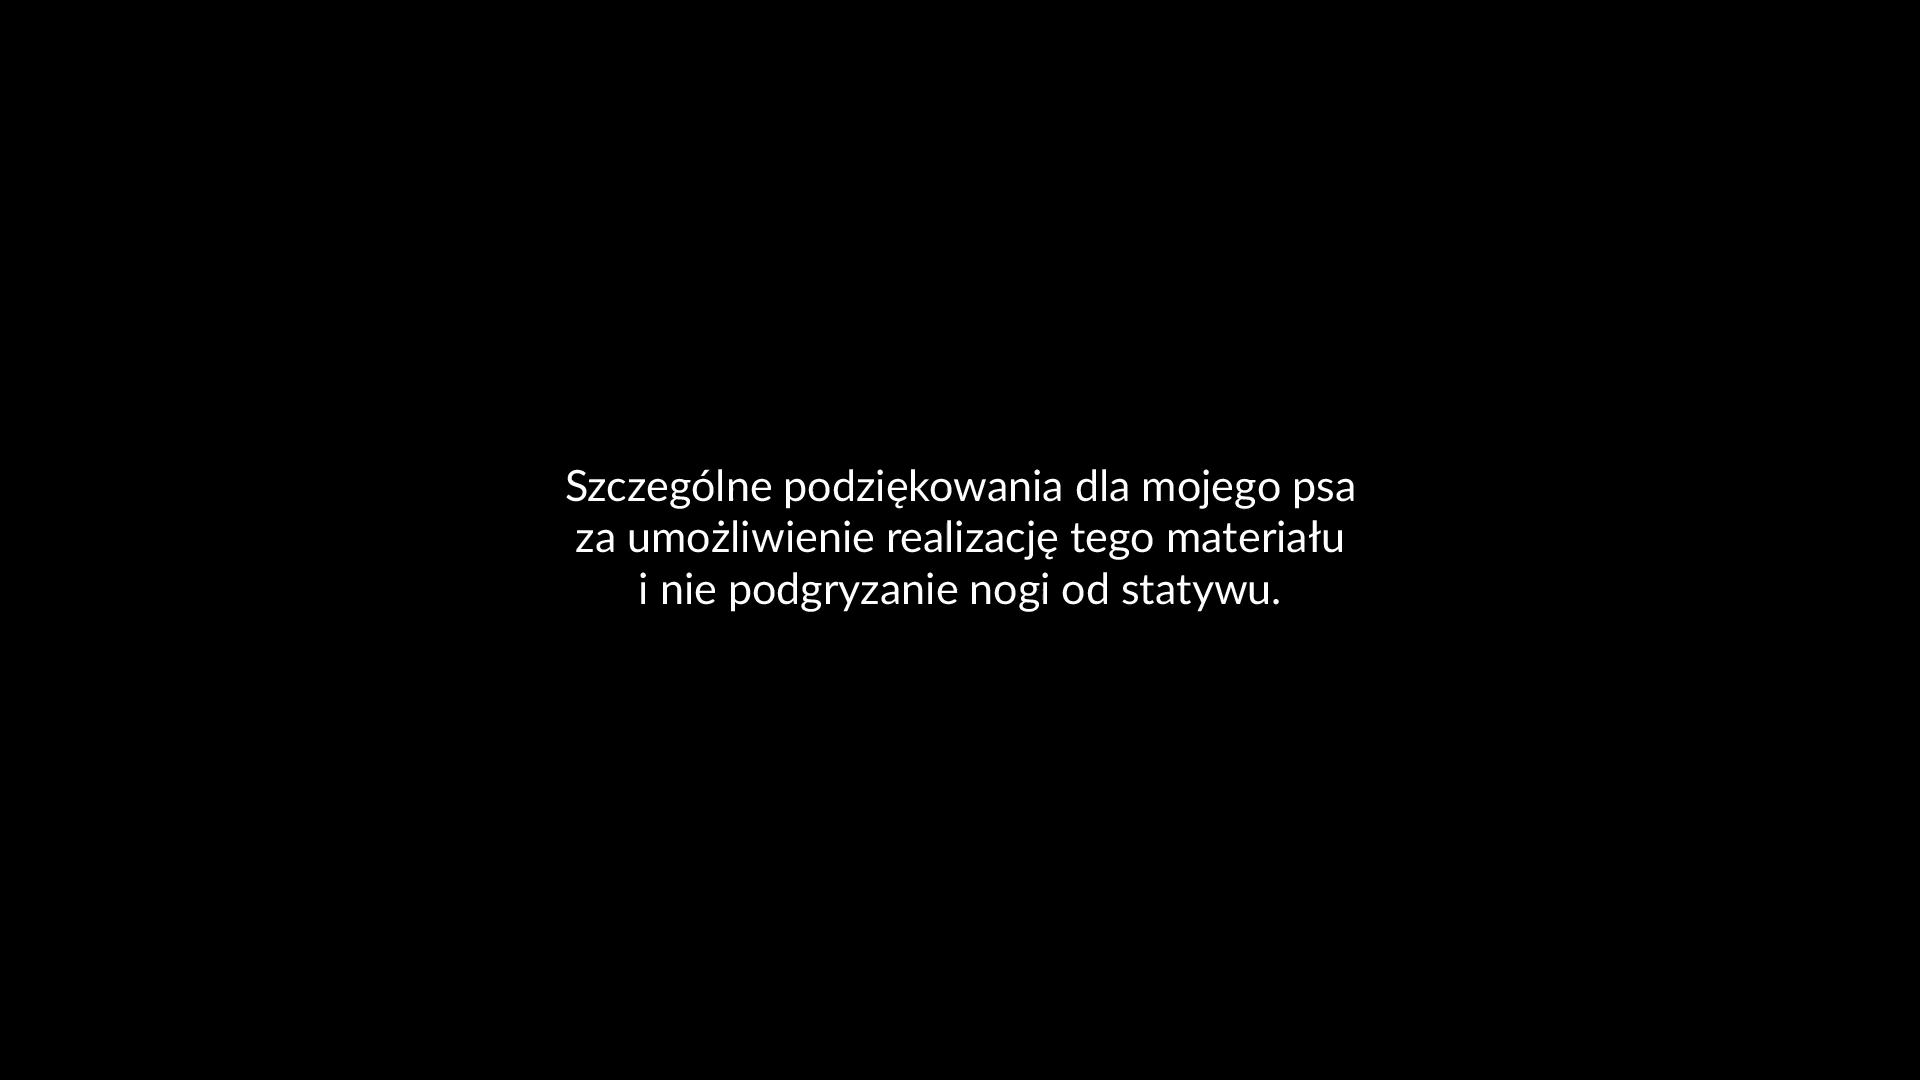 Szczególne podziękowania dla mojego psa
za umożliwienie realizację tego materiału
i nie podgryzanie nogi od statywu.